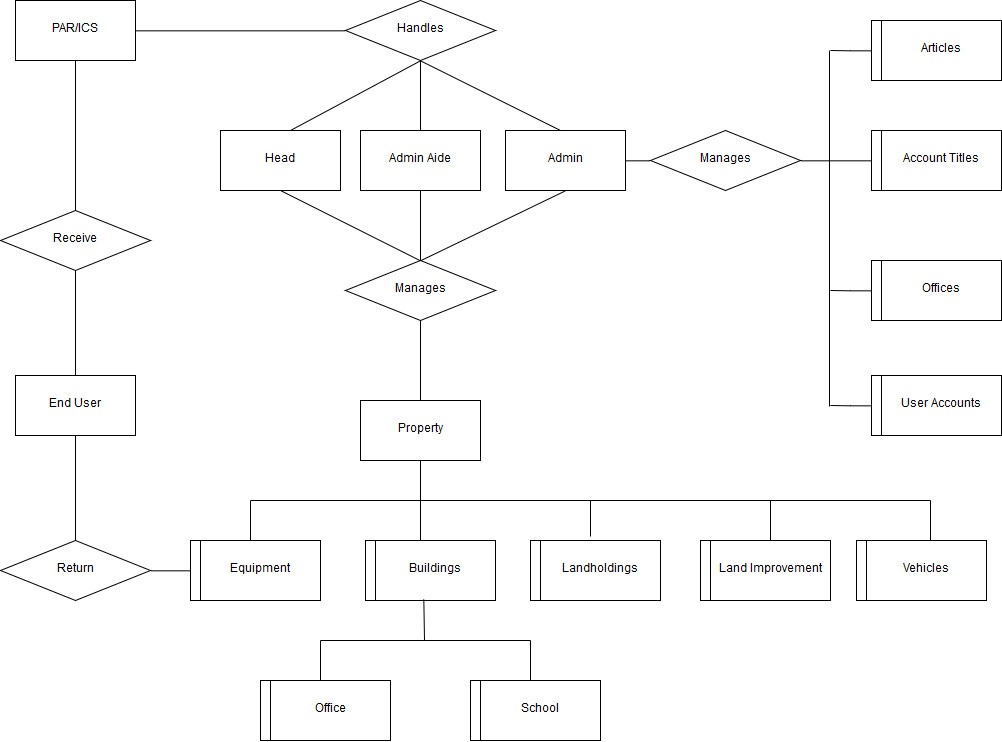 PAR/ICS
Handles
Articles
Head
Admin Aide
Admin
Manages
Account Titles
Receive
Manages
Offices
End User
Property
User Accounts
Return
Equipment
Buildings
Landholdings
Land Improvement
Vehicles
Office
School